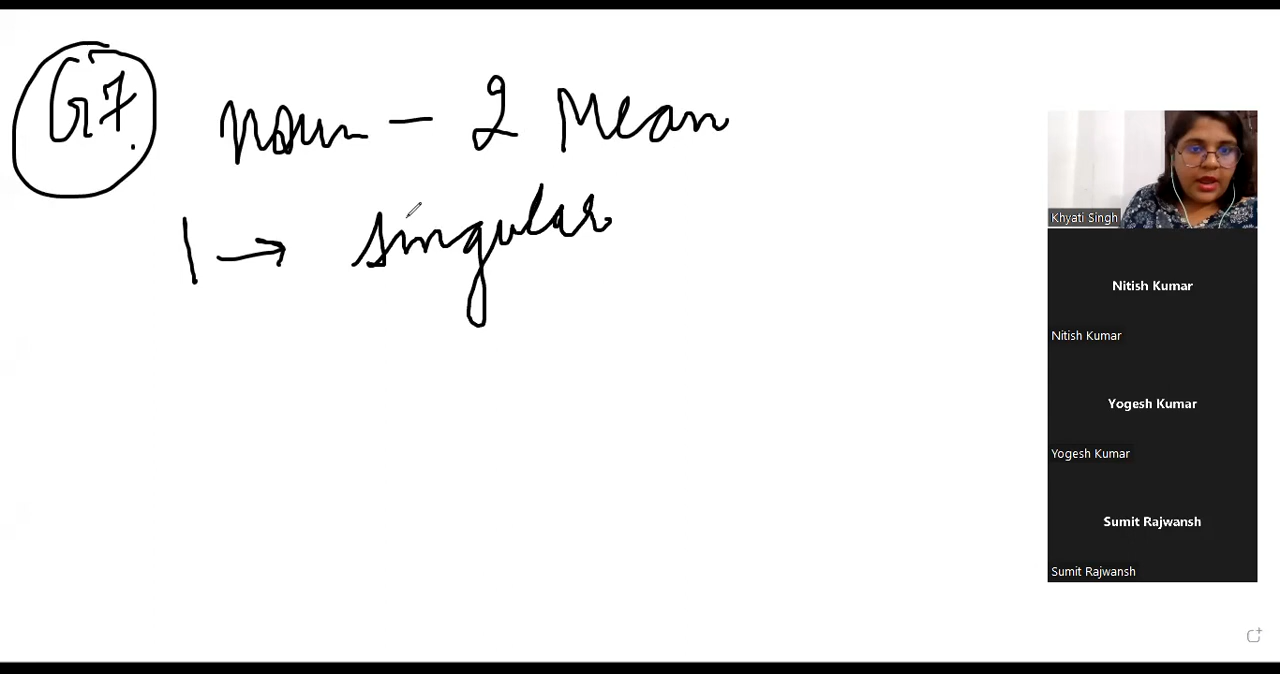 G7. noun - 2 Mean
1 → singular
Khyati Singh
Nitish Kumar
Nitish Kumar
Yogesh Kumar
Yogesh Kumar
Sumit Rajwansh
Sumit Rajwansh